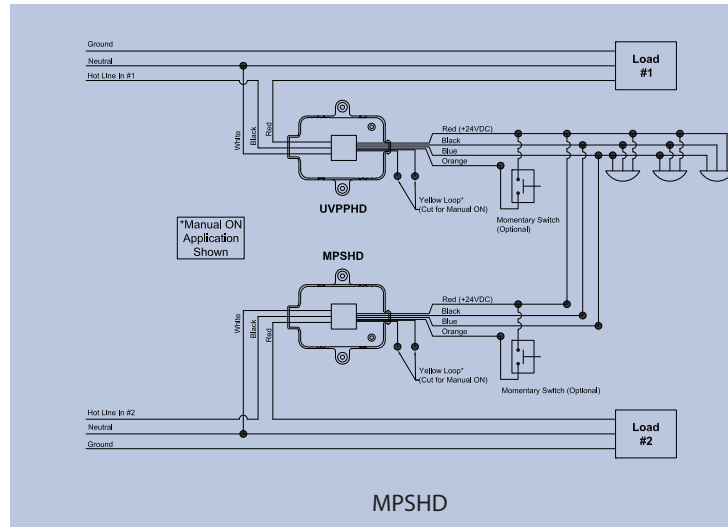 Ground
Neutral
Hot LIne In #1
Load
#1
White
Black
Red
Red (+24VDC)
Black
Blue
Orange
Yellow Loop*
(Cut for Manual ON)
Momentary Switch
(Optional)
UVPPHD
*Manual ON
Application
Shown
MPSHD
White
Black
Red
Red (+24VDC)
Black
Blue
Orange
Yellow Loop*
(Cut for Manual ON)
Momentary Switch (Optional)
Hot LIne In #2
Neutral
Ground
Load
#2
MPSHD